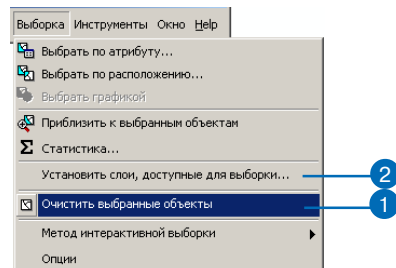 Выборка Инструменты Окно Help
Выбрать по атрибуту...
Выбрать по расположению...
Выбрать графикой
Приблизить к выбранным объектам
Σ Статистика...
Установить слои, доступные для выборки... 2
Очистить выбранные объекты 1
Метод интерактивной выборки
Опции